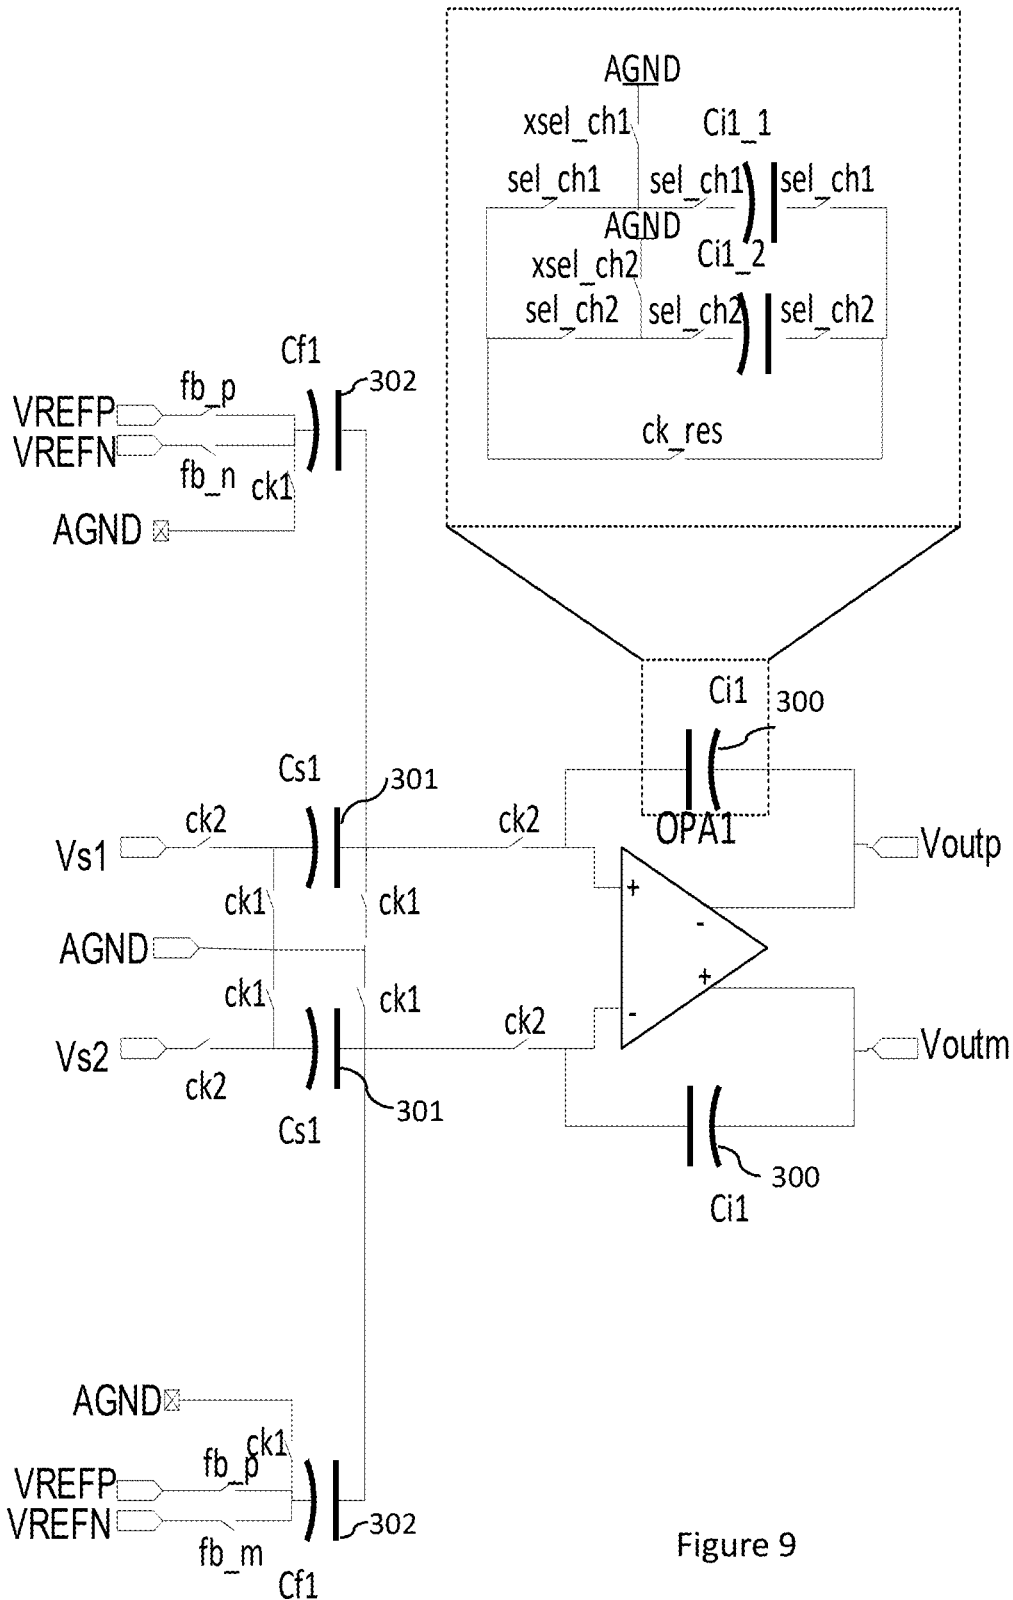 AGND
xsel_ch1
Ci1_1
sel_ch1
sel_ch1
sel_ch1
AGND
Ci1_2
xsel_ch2
sel_ch2
sel_ch2
sel_ch2
ck_res
Cf1
302
fb_p
VREFP
VREFN
fb_n
ck1
AGND
Ci1
300
Cs1
301
ck2
ck2
OPA1
Vs1
Voutp
+
ck1
ck1
-
AGND
+
ck1
ck1
-
ck2
Vs2
Voutm
ck2
301
Cs1
300
Ci1
AGND
ck1
fb_p
VREFP
VREFN
302
fb_m
Cf1
Figure 9